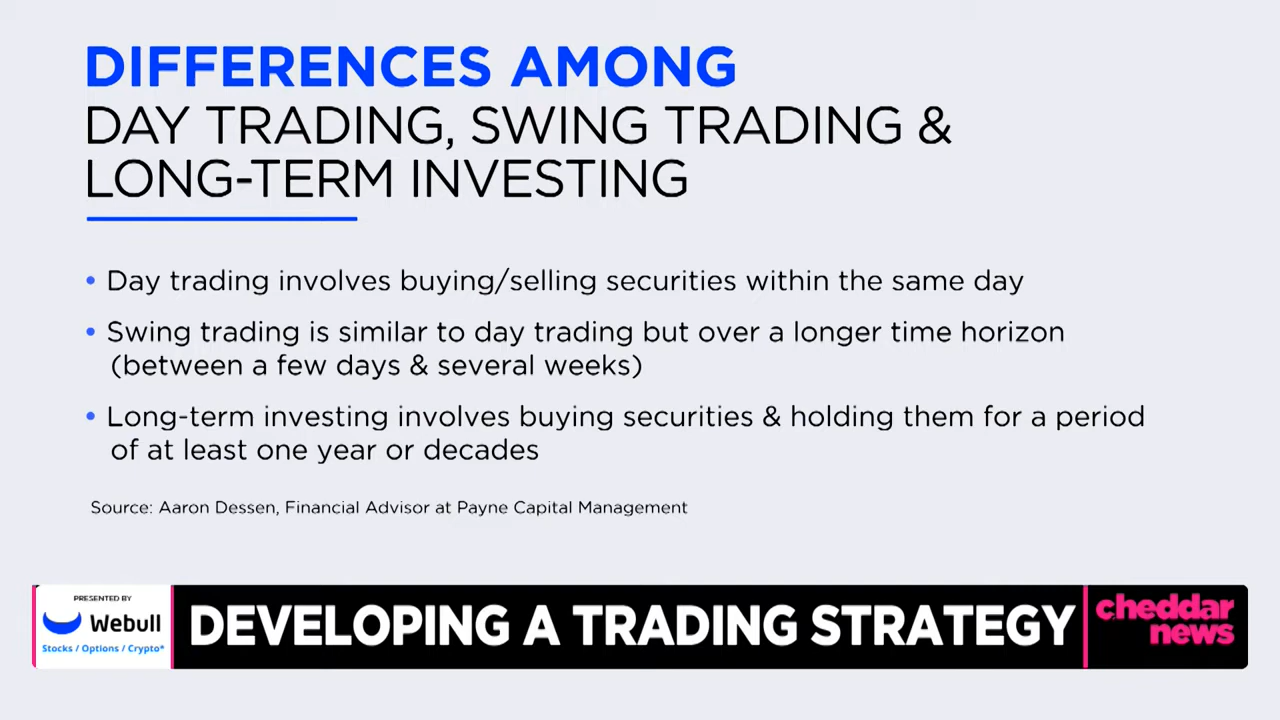 DIFFERENCES AMONG
DAY TRADING, SWING TRADING &
LONG-TERM INVESTING
• Day trading involves buying/selling securities within the same day
• Swing trading is similar to day trading but over a longer time horizon
(between a few days & several weeks)
• Long-term investing involves buying securities & holding them for a period
of at least one year or decades
Source: Aaron Dessen, Financial Advisor at Payne Capital Management
PRESENTED BY
Webull
Stocks / Options / Crypto*
DEVELOPING A TRADING STRATEGY
cheddar
news